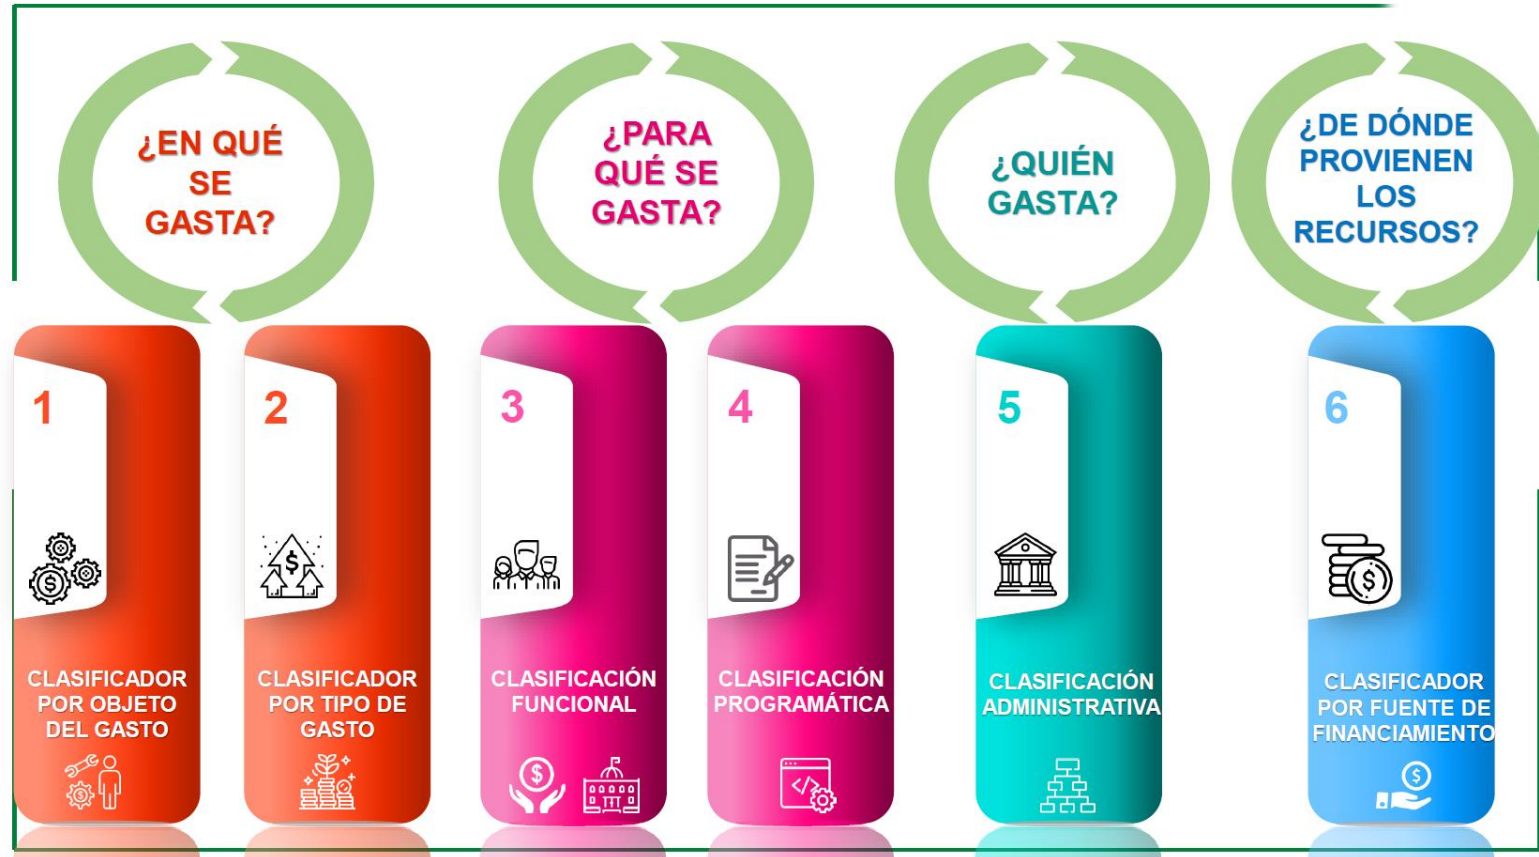 ¿EN QUÉ
SE
GASTA?
¿PARA
QUÉ SE
GASTA?
¿QUIÉN
GASTA?
¿DE DÓNDE
PROVIENEN
LOS
RECURSOS?
1
CLASIFICADOR
POR OBJETO
DEL GASTO
2
CLASIFICADOR
POR TIPO DE
GASTO
3
CLASIFICACIÓN
FUNCIONAL
4
CLASIFICACIÓN
PROGRAMÁTICA
5
CLASIFICACIÓN
ADMINISTRATIVA
6
CLASIFICADOR
POR FUENTE DE
FINANCIAMIENTO